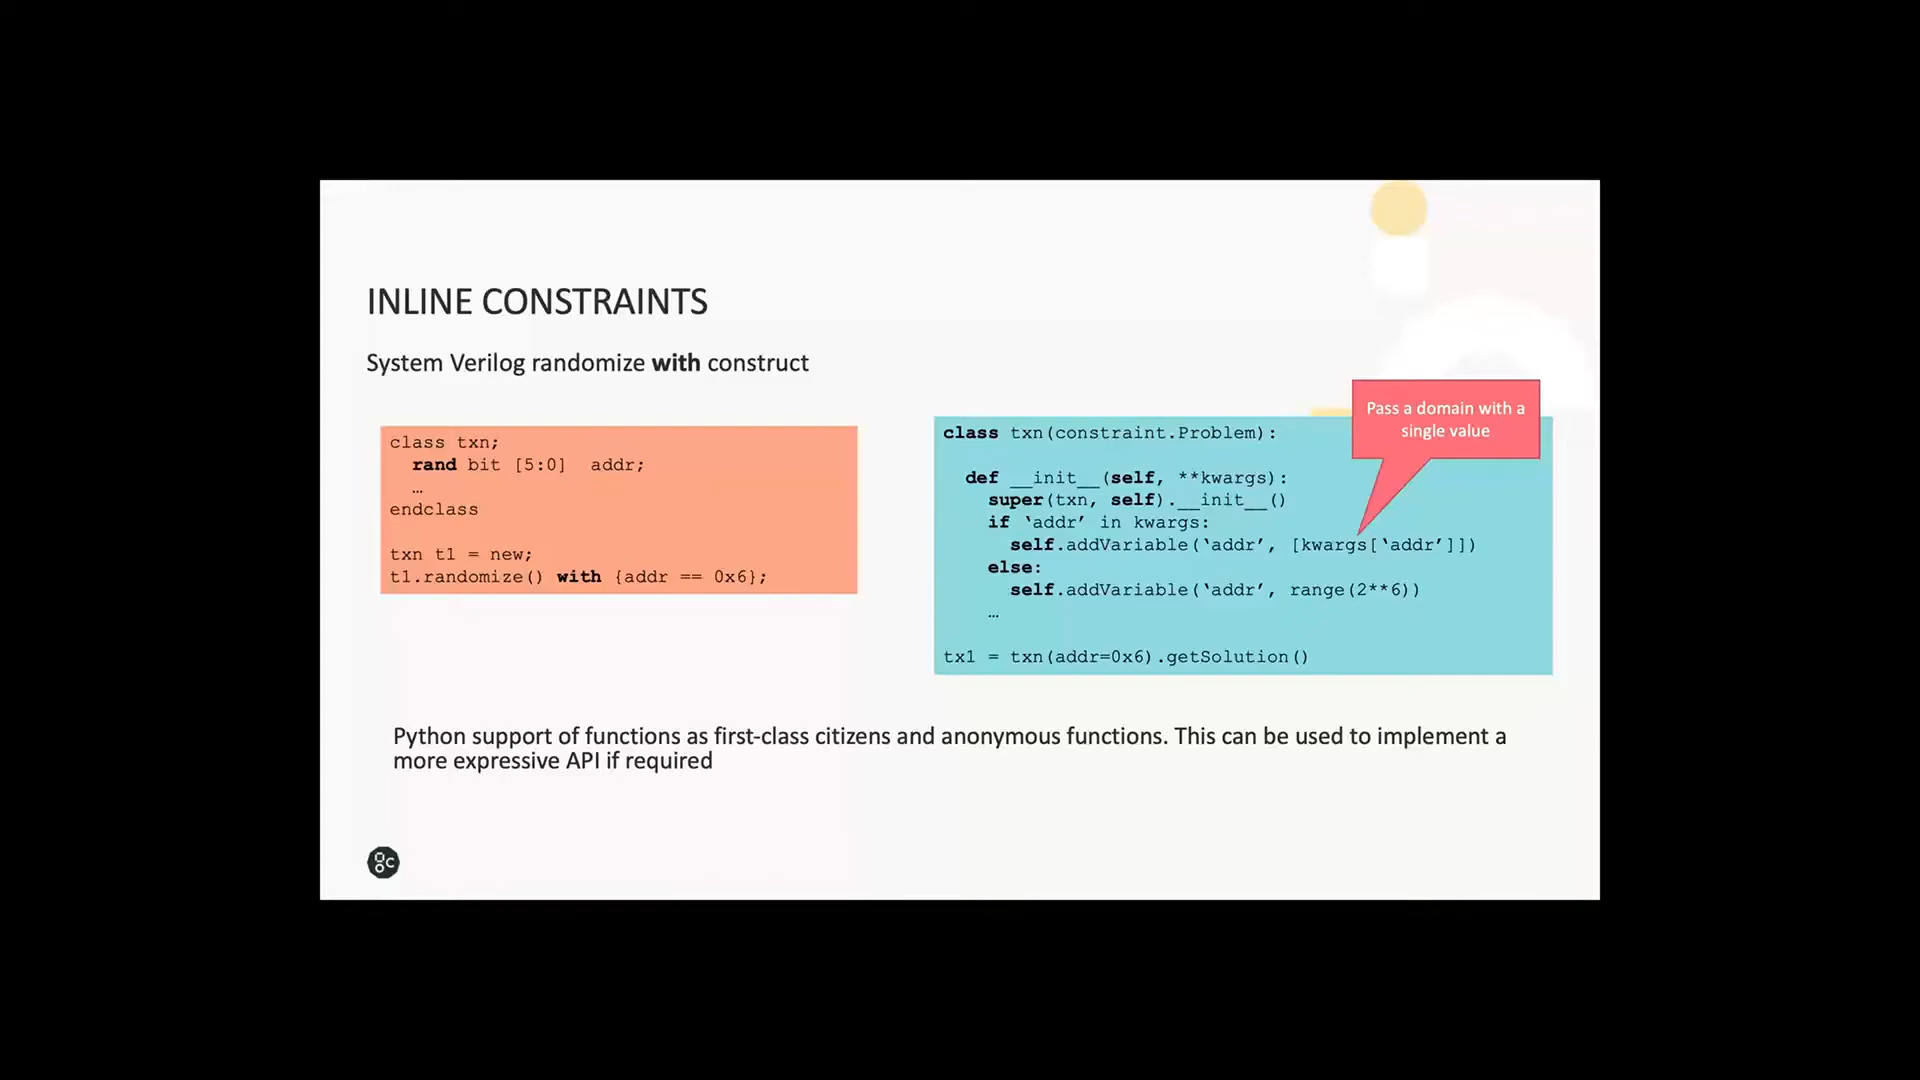 INLINE CONSTRAINTS
System Verilog randomize with construct
class txn;
rand bit [5:0] addr;
…
endclass
txn t1 = new;
t1.randomize() with {addr == 0x6};
Pass a domain with a
single value
class txn(constraint.Problem):
def __init__(self, **kwargs):
super(txn, self).__init__()
if ‘addr’ in kwargs:
self.addVariable(‘addr’, [kwargs[‘addr’]])
else:
self.addVariable(‘addr’, range(2**6))
…
tx1 = txn(addr=0x6).getSolution()
Python support of functions as first-class citizens and anonymous functions. This can be used to implement a
more expressive API if required
gc